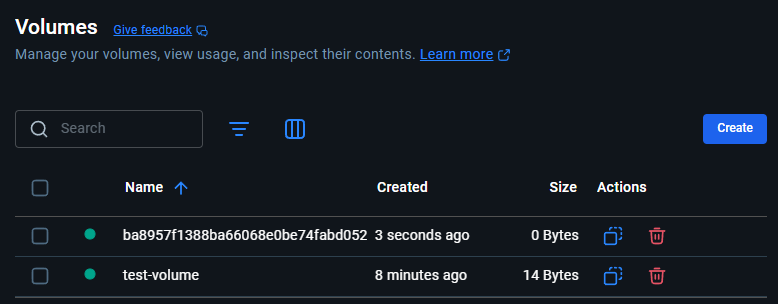 Volumes Give feedback
Manage your volumes, view usage, and inspect their contents. Learn more
Search
Create
Name Created Size Actions
ba8957f1388ba66068e0be74fabd052 3 seconds ago 0 Bytes
test-volume 8 minutes ago 14 Bytes